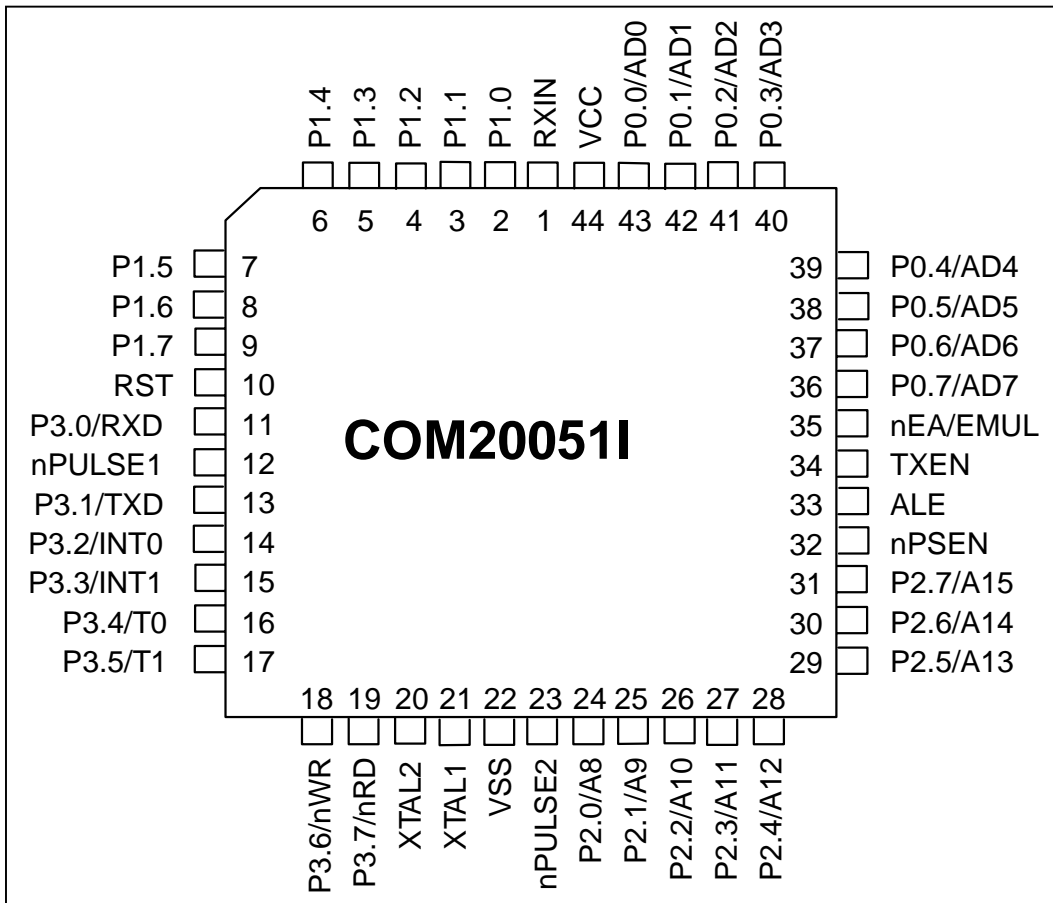 P1.4
P1.3
P1.2
P1.1
P1.0
RXIN
VCC
P0.0/AD0
P0.1/AD1
P0.2/AD2
P0.3/AD3
6 5 4 3 2 1 44 43 42 41 40
P1.5 7
P1.6 8
P1.7 9
RST 10
P3.0/RXD 11
nPULSE1 12
P3.1/TXD 13
P3.2/INT0 14
P3.3/INT1 15
P3.4/T0 16
P3.5/T1 17
COM20051I
39 P0.4/AD4
38 P0.5/AD5
37 P0.6/AD6
36 P0.7/AD7
35 nEA/EMUL
34 TXEN
33 ALE
32 nPSEN
31 P2.7/A15
30 P2.6/A14
29 P2.5/A13
18 19 20 21 22 23 24 25 26 27 28
P3.6/nWR
P3.7/nRD
XTAL2
XTAL1
VSS
nPULSE2
P2.0/A8
P2.1/A9
P2.2/A10
P2.3/A11
P2.4/A12